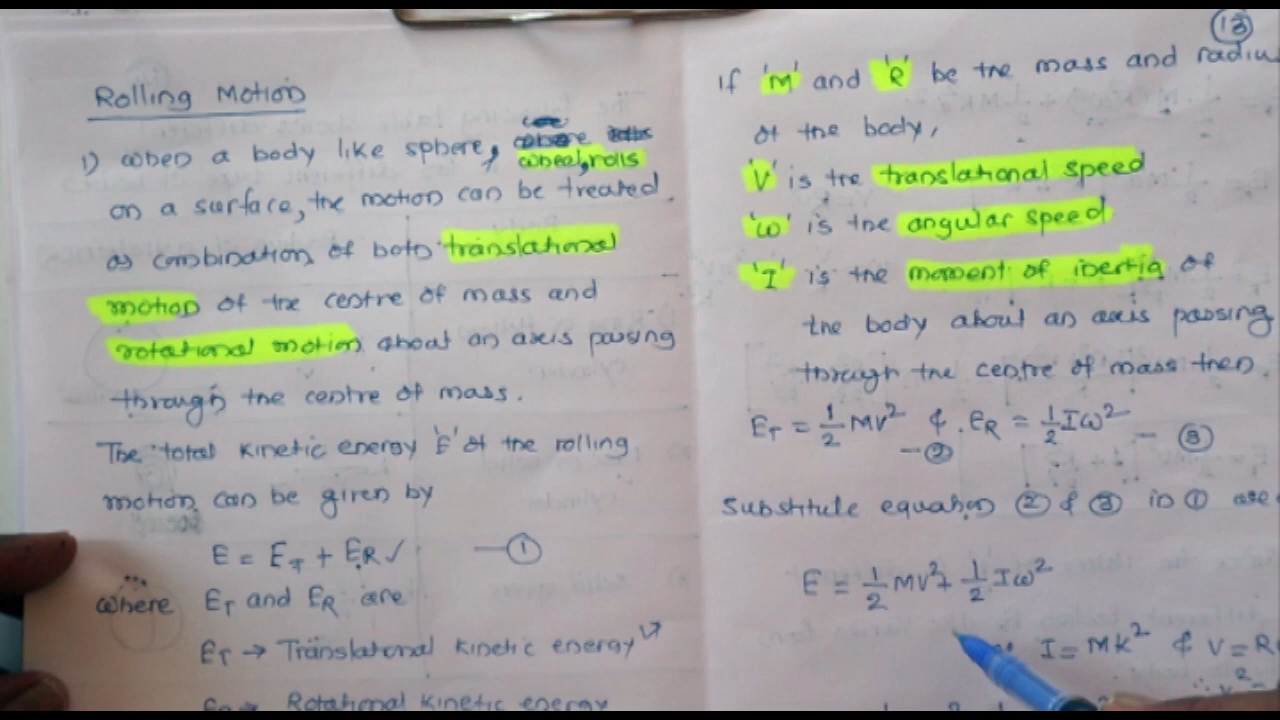 Rolling Motion
1) when a body like sphere, wheel, rolls
on a surface, the motion can be treated
as combination of both translational
motion of the centre of mass and
rotational motion about an axis passing
through the centre of mass.
The total kinetic energy 'E' of the rolling
motion can be given by
E = E_T + E_R ✓ — ①
where E_T and E_R are
E_T → Translational kinetic energy
E_R → Rotational kinetic energy
18
If 'M' and 'R' be the mass and radiu
of the body,
'V' is the translational speed
'ω' is the angular speed
'I' is the moment of inertia of
the body about an axis passing
through the centre of mass then
E_T = 1/2 MV² & E_R = 1/2 Iω² — ③
— ②
Substitute equation ② & ③ in ① we
E = 1/2 MV² + 1/2 Iω²
I = MK² & V = R